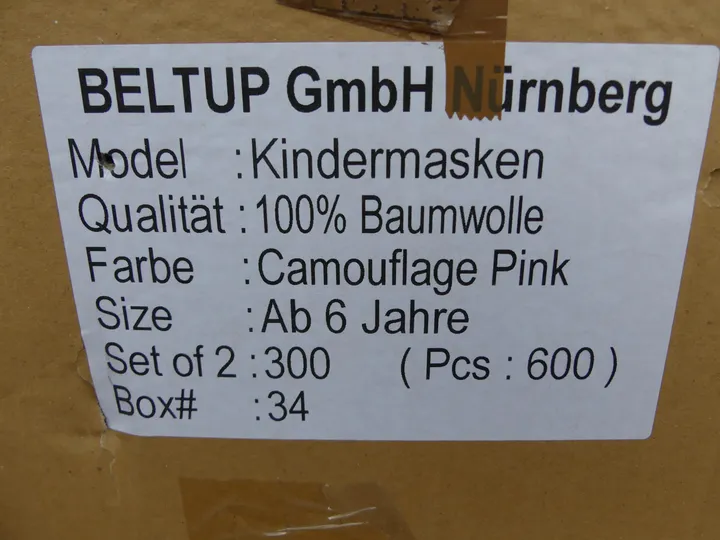 BELTUP GmbH Nürnberg
Model : Kindermasken
Qualität : 100% Baumwolle
Farbe : Camouflage Pink
Size : Ab 6 Jahre
Set of 2 : 300 ( Pcs : 600 )
Box# : 34